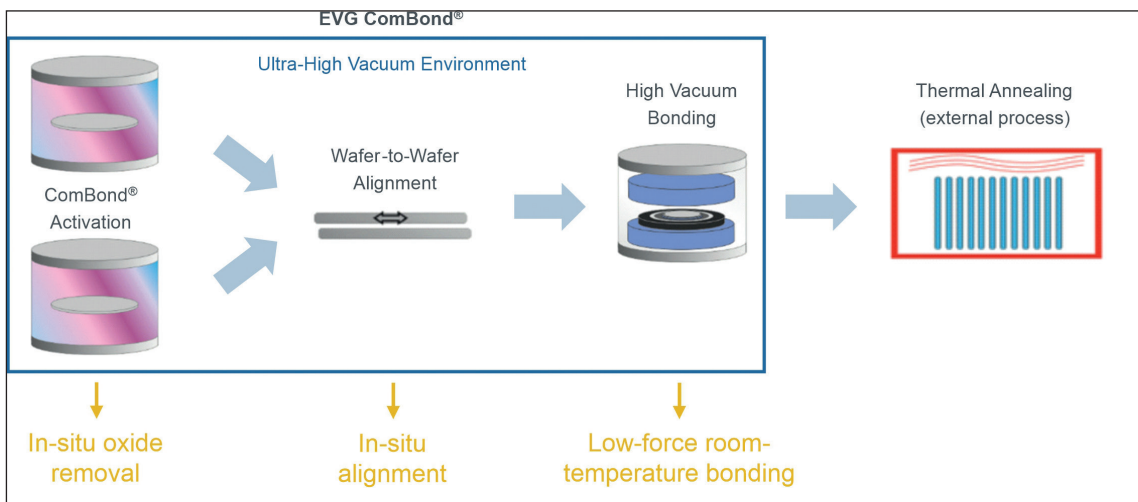 EVG ComBond®
Ultra-High Vacuum Environment
ComBond®
Activation
Wafer-to-Wafer
Alignment
High Vacuum
Bonding
Thermal Annealing
(external process)
In-situ oxide
removal
In-situ
alignment
Low-force room-
temperature bonding